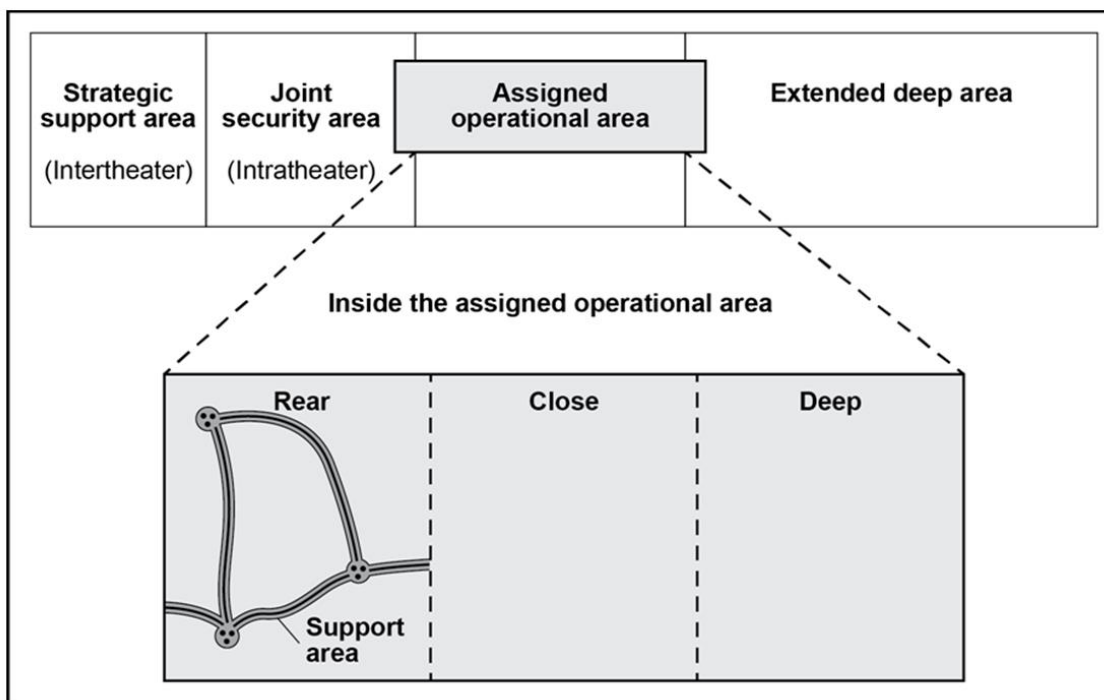 Strategic
support area
(Intertheater)
Joint
security area
(Intratheater)
Assigned
operational area
Extended deep area
Inside the assigned operational area
Rear
Close
Deep
Support
area